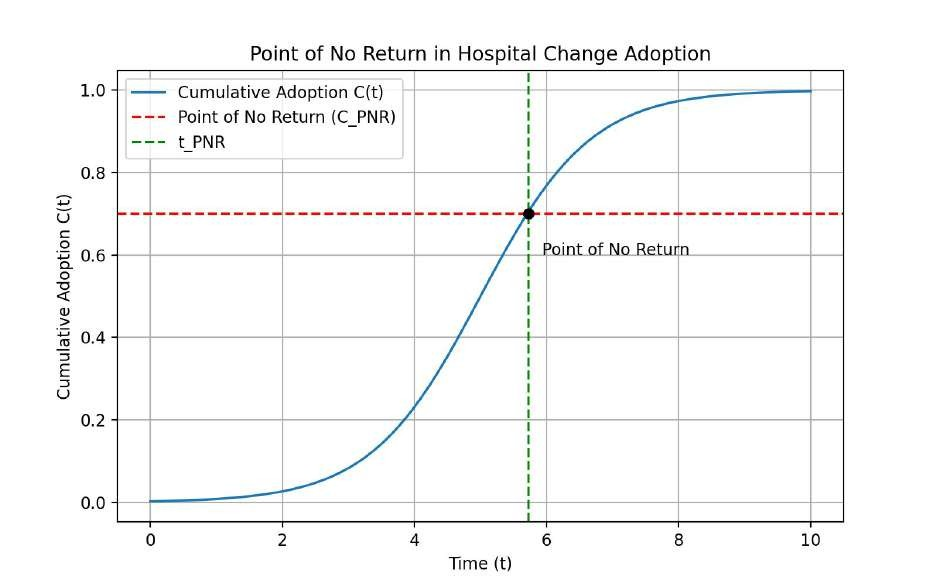 Point of No Return in Hospital Change Adoption
Cumulative Adoption C(t)
Point of No Return (C_PNR)
t_PNR
Point of No Return
Cumulative Adoption C(t)
1.0
0.8
0.6
0.4
0.2
0.0
0 2 4 6 8 10
Time (t)